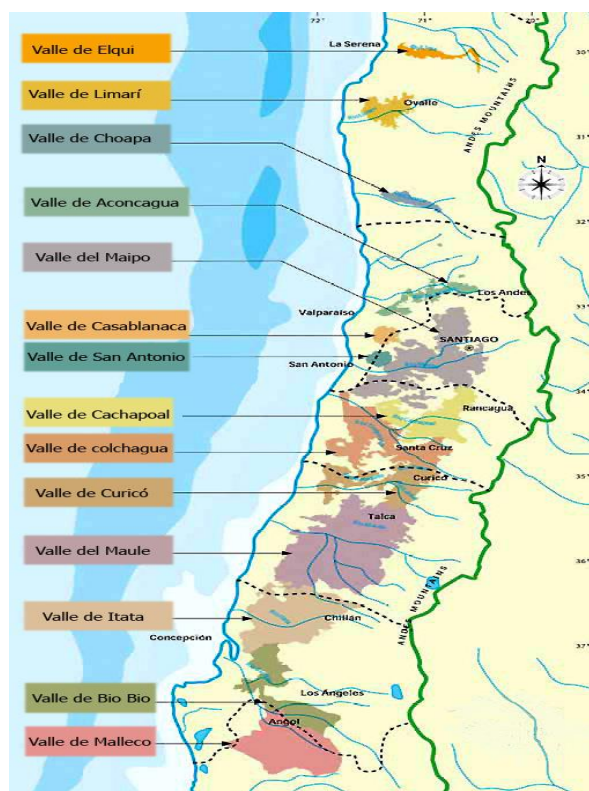 72° 71° 70°
La Serena
Valle de Elqui
30°
Valle de Limarí
Ovalle
ANDES MOUNTAINS
31°
Valle de Choapa
N
Valle de Aconcagua
32°
Valle del Maipo
Los Andes
Valparaíso
33°
Valle de Casablanaca
SANTIAGO
Valle de San Antonio
San Antonio
34°
Valle de Cachapoal
Rancagua
Valle de colchagua
Santa Cruz
Curicó
35°
Valle de Curicó
Talca
Valle del Maule
36°
ANDES MOUNTAINS
Valle de Itata
Chillán
Concepción
37°
Los Angeles
Valle de Bio Bio
Angol
Valle de Malleco